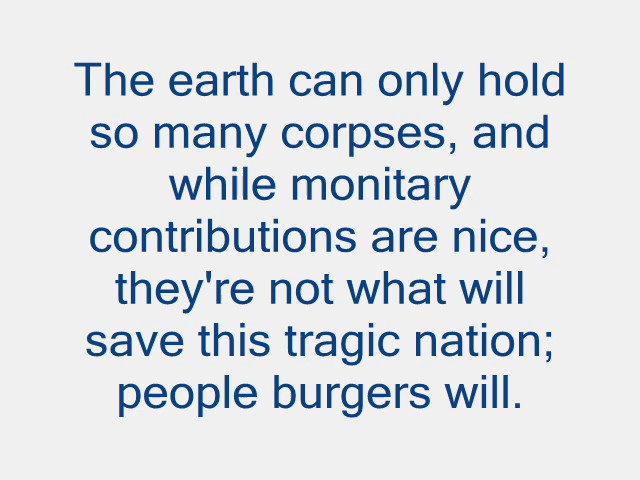 The earth can only hold
so many corpses, and
while monitary
contributions are nice,
they're not what will
save this tragic nation;
people burgers will.